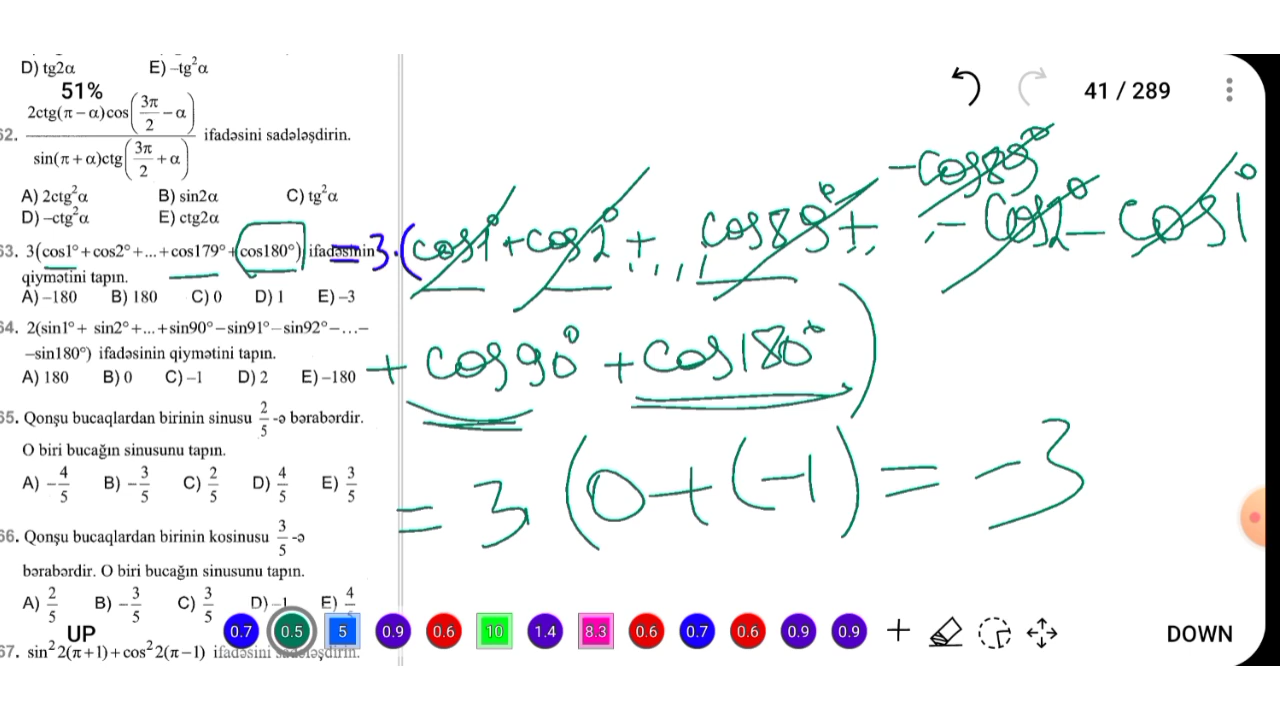 D) tg2α E) –tg²α
51%
41 / 289
62. 2ctg(π – α)cos(3π/2 – α) / sin(π + α)ctg(3π/2 + α) ifadəsini sadələşdirin.
A) 2ctg²α B) sin2α C) tg²α
D) –ctg²α E) ctg2α
63. 3(cos1° + cos2° +...+ cos179° + cos180°) ifadəsinin
qiymətini tapın.
A) –180 B) 180 C) 0 D) 1 E) –3
64. 2(sin1° + sin2° +...+ sin90° – sin91° – sin92° – ... –
–sin180°) ifadəsinin qiymətini tapın.
A) 180 B) 0 C) –1 D) 2 E) –180
65. Qonşu bucaqlardan birinin sinusu 2/5 -ə bərabərdir.
O biri bucağın sinusunu tapın.
A) –4/5 B) –3/5 C) 2/5 D) 4/5 E) 3/5
66. Qonşu bucaqlardan birinin kosinusu 3/5 -ə
bərabərdir. O biri bucağın sinusunu tapın.
A) 2/5 B) –3/5 C) 3/5 D) –1 E) 4
67. sin²2(π+1)+cos²2(π–1) ifadəsini sadələşdirin.
– cos89°
= 3·(cos1° + cos2° + .... cos89° + .. – cos2° – cos1°
+ cos90° + cos180°)
= 3·(0 + (–1) = –3
UP
0.7 0.5 5 0.9 0.6 10 1.4 8.3 0.6 0.7 0.6 0.9 0.9 +
DOWN